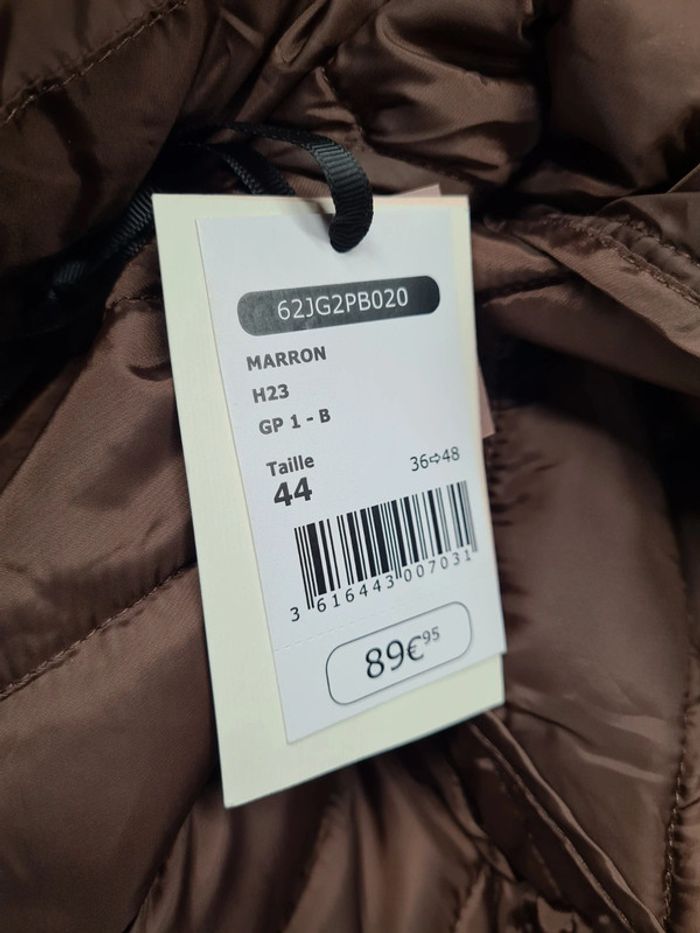 62JG2PB020
MARRON
H23
GP 1 - B
Taille
36⇨48
44
3 616443 007031
89€95